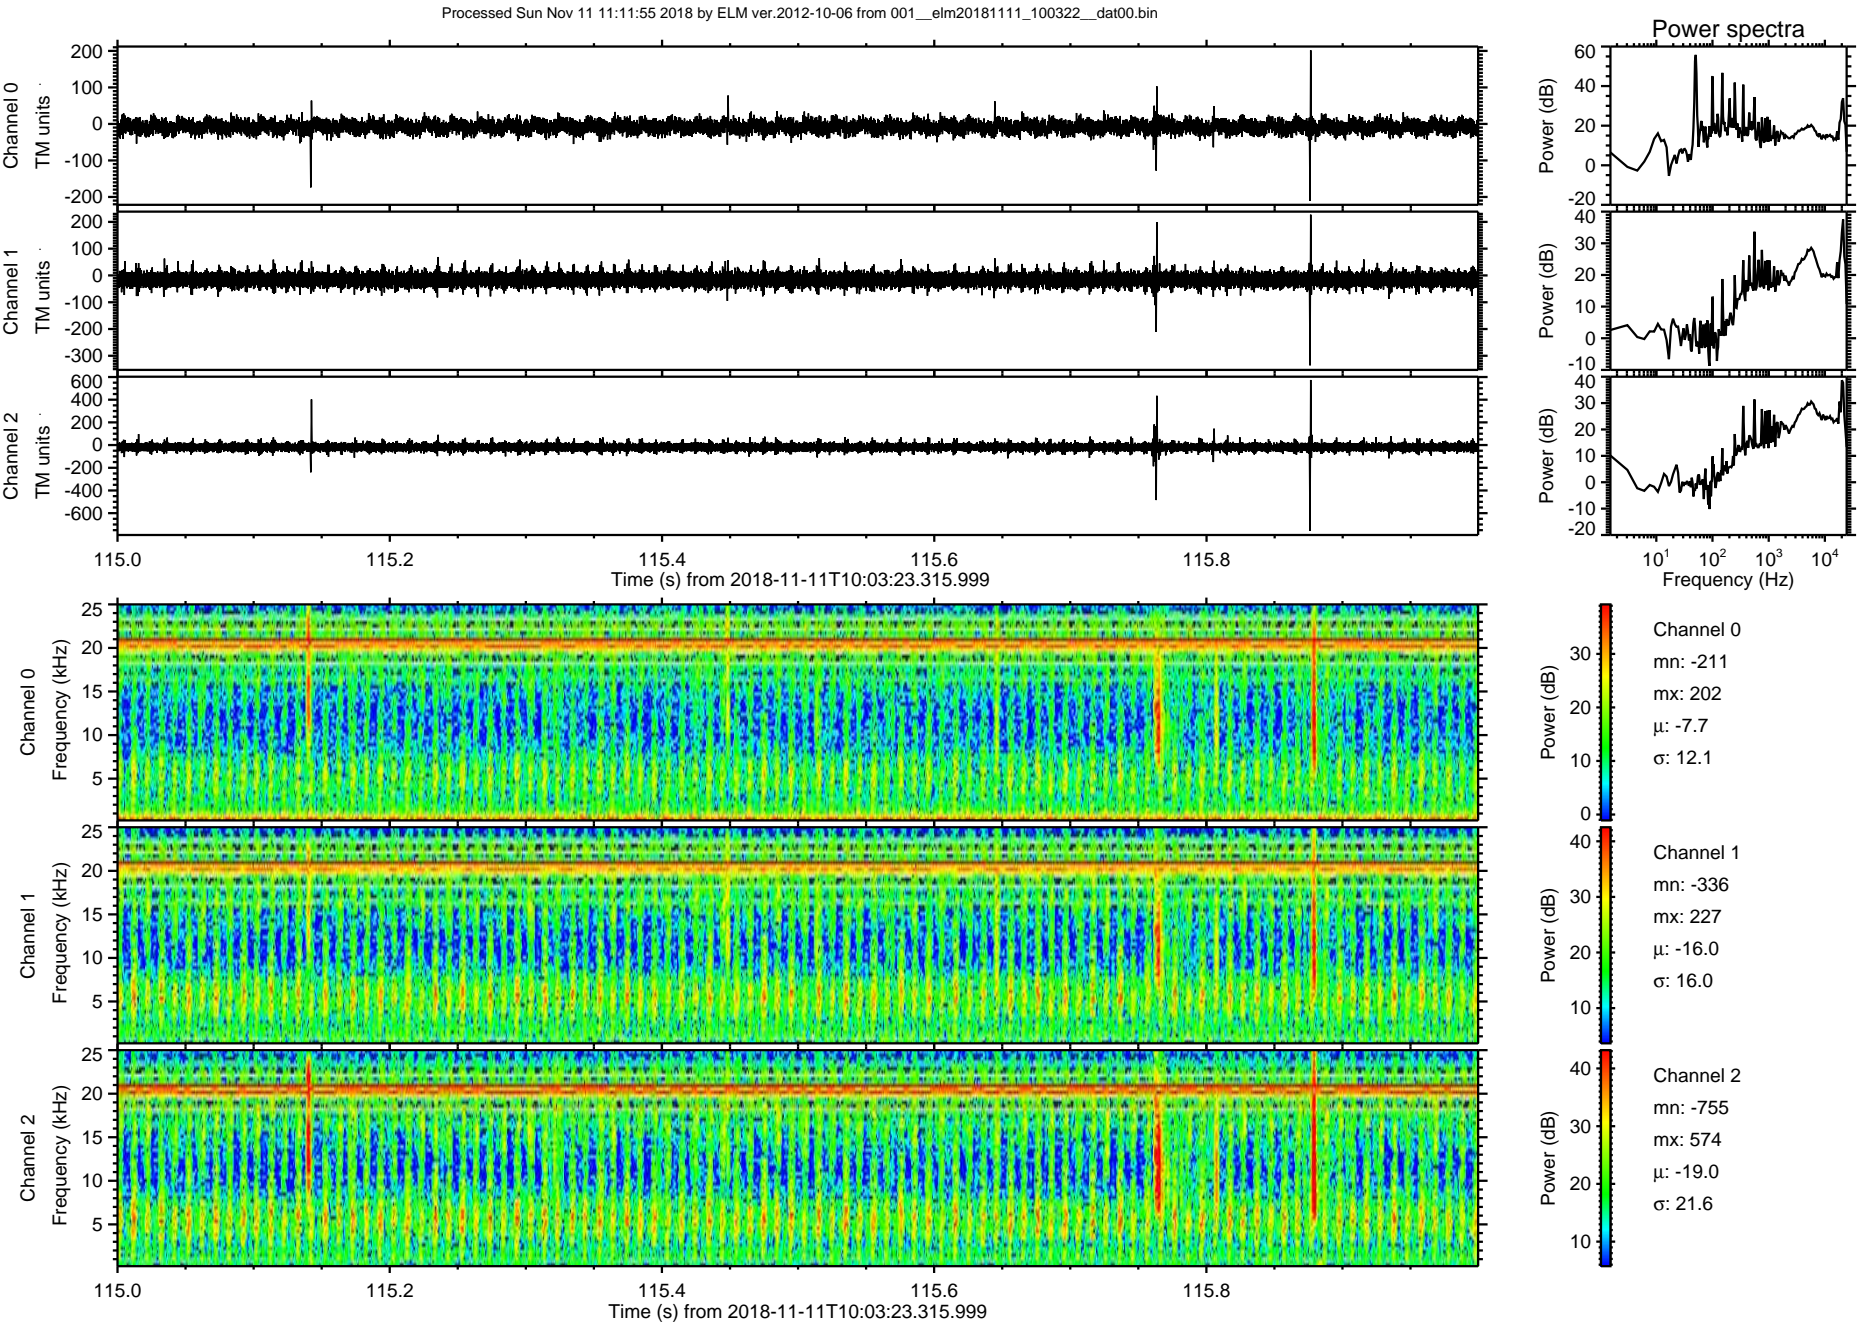 Processed Sun Nov 11 11:11:55 2018 by ELM ver.2012-10-06 from 001__elm20181111_100322__dat00.bin
Power spectra
Channel 0
TM units
200
100
0
-100
-200
Power (dB)
60
40
20
0
-20
Channel 1
TM units
200
100
0
-100
-200
-300
Power (dB)
40
30
20
10
0
-10
Channel 2
TM units
600
400
200
0
-200
-400
-600
Power (dB)
40
30
20
10
0
-10
-20
115.0 115.2 115.4 115.6 115.8
Time (s) from 2018-11-11T10:03:23.315.999
10^1 10^2 10^3 10^4
Frequency (Hz)
Channel 0
Frequency (kHz)
25
20
15
10
5
Power (dB)
30
20
10
0
Channel 0
mn: -211
mx: 202
µ: -7.7
σ: 12.1
Channel 1
Frequency (kHz)
25
20
15
10
5
Power (dB)
40
30
20
10
Channel 1
mn: -336
mx: 227
µ: -16.0
σ: 16.0
Channel 2
Frequency (kHz)
25
20
15
10
5
Power (dB)
40
30
20
10
Channel 2
mn: -755
mx: 574
µ: -19.0
σ: 21.6
115.0 115.2 115.4 115.6 115.8
Time (s) from 2018-11-11T10:03:23.315.999